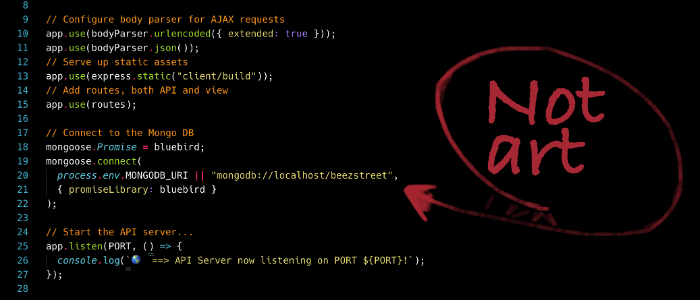 8
9 // Configure body parser for AJAX requests
10 app.use(bodyParser.urlencoded({ extended: true }));
11 app.use(bodyParser.json());
12 // Serve up static assets
13 app.use(express.static("client/build"));
14 // Add routes, both API and view
15 app.use(routes);
16
17 // Connect to the Mongo DB
18 mongoose.Promise = bluebird;
19 mongoose.connect(
20 process.env.MONGODB_URI || "mongodb://localhost/beezstreet",
21 { promiseLibrary: bluebird }
22 );
23
24 // Start the API server...
25 app.listen(PORT, () => {
26 console.log(`🌎 ==> API Server now listening on PORT ${PORT}!`);
27 });
28
Not
art